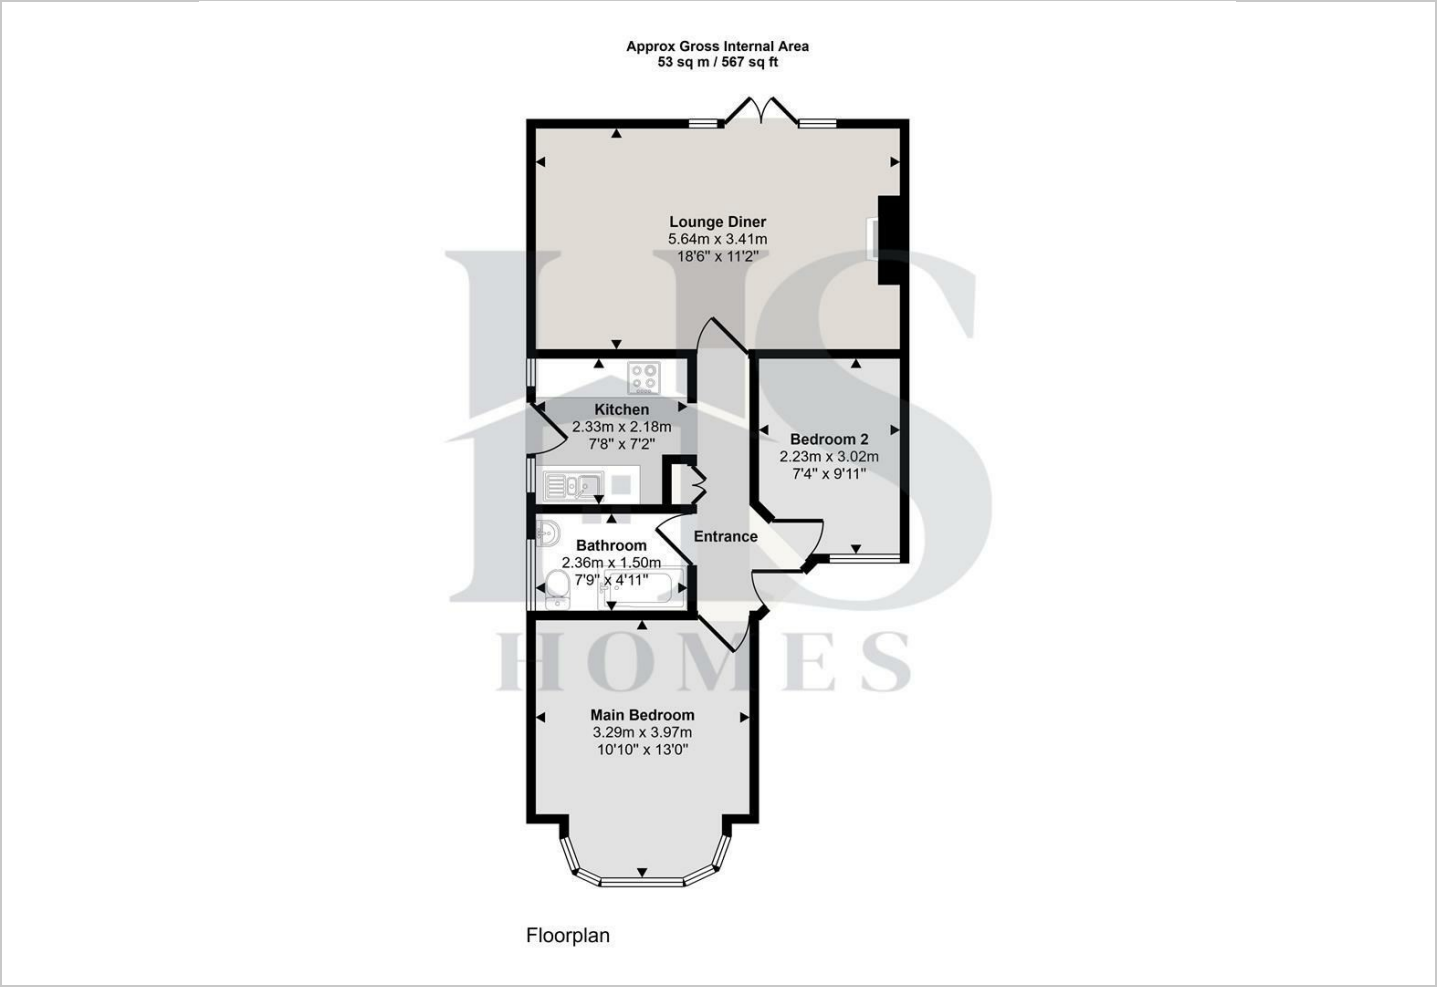 Approx Gross Internal Area
53 sq m / 567 sq ft
Lounge Diner
5.64m x 3.41m
18'6" x 11'2"
Kitchen
2.33m x 2.18m
7'8" x 7'2"
Bedroom 2
2.23m x 3.02m
7'4" x 9'11"
Entrance
Bathroom
2.36m x 1.50m
7'9" x 4'11"
HS
HOMES
Main Bedroom
3.29m x 3.97m
10'10" x 13'0"
Floorplan